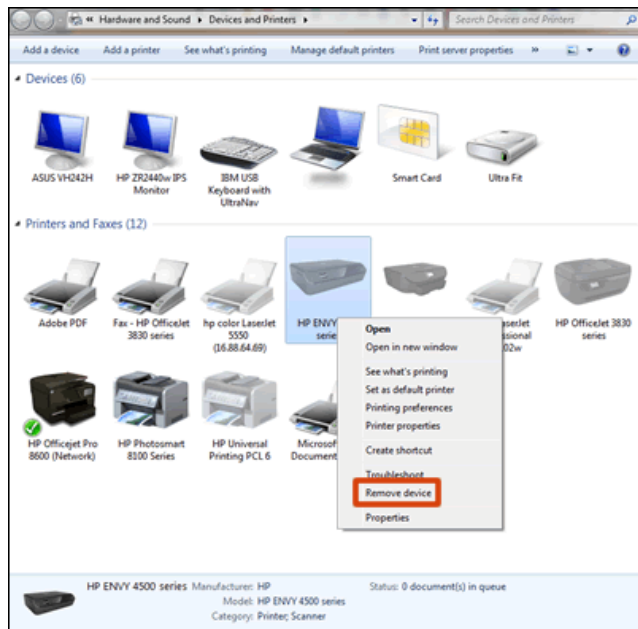 « Hardware and Sound ▸ Devices and Printers ▸
Search Devices and Printers
Add a device Add a printer See what's printing Manage default printers Print server properties »
Devices (6)
ASUS VH242H
HP ZR2440w IPS
Monitor
IBM USB
Keyboard with
UltraNav
Smart Card
Ultra Fit
Printers and Faxes (12)
Adobe PDF
Fax - HP OfficeJet
3830 series
hp color LaserJet
5550
(16.88.64.69)
HP ENVY
serie
aserJet
ssional
02w
HP OfficeJet 3830
series
HP Officejet Pro
8600 (Network)
HP Photosmart
8100 Series
HP Universal
Printing PCL 6
Microsof
Document
Open
Open in new window
See what's printing
Set as default printer
Printing preferences
Printer properties
Create shortcut
Troubleshoot
Remove device
Properties
HP ENVY 4500 series Manufacturer: HP Status: 0 document(s) in queue
Model: HP ENVY 4500 series
Category: Printer; Scanner